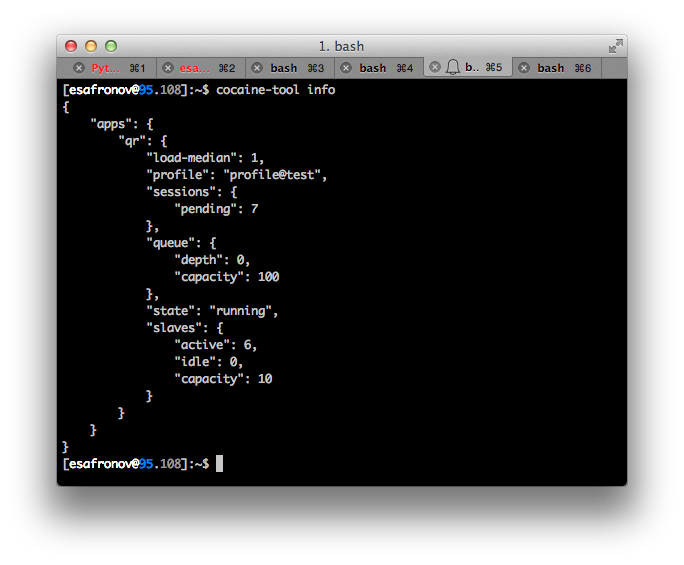 1. bash
Pyt... ⌘1 esa... ⌘2 bash ⌘3 bash ⌘4 b.. ⌘5 bash ⌘6
[esafronov@95.108]:~$ cocaine-tool info
{
    "apps": {
        "qr": {
            "load-median": 1,
            "profile": "profile@test",
            "sessions": {
                "pending": 7
            },
            "queue": {
                "depth": 0,
                "capacity": 100
            },
            "state": "running",
            "slaves": {
                "active": 6,
                "idle": 0,
                "capacity": 10
            }
        }
    }
}
[esafronov@95.108]:~$